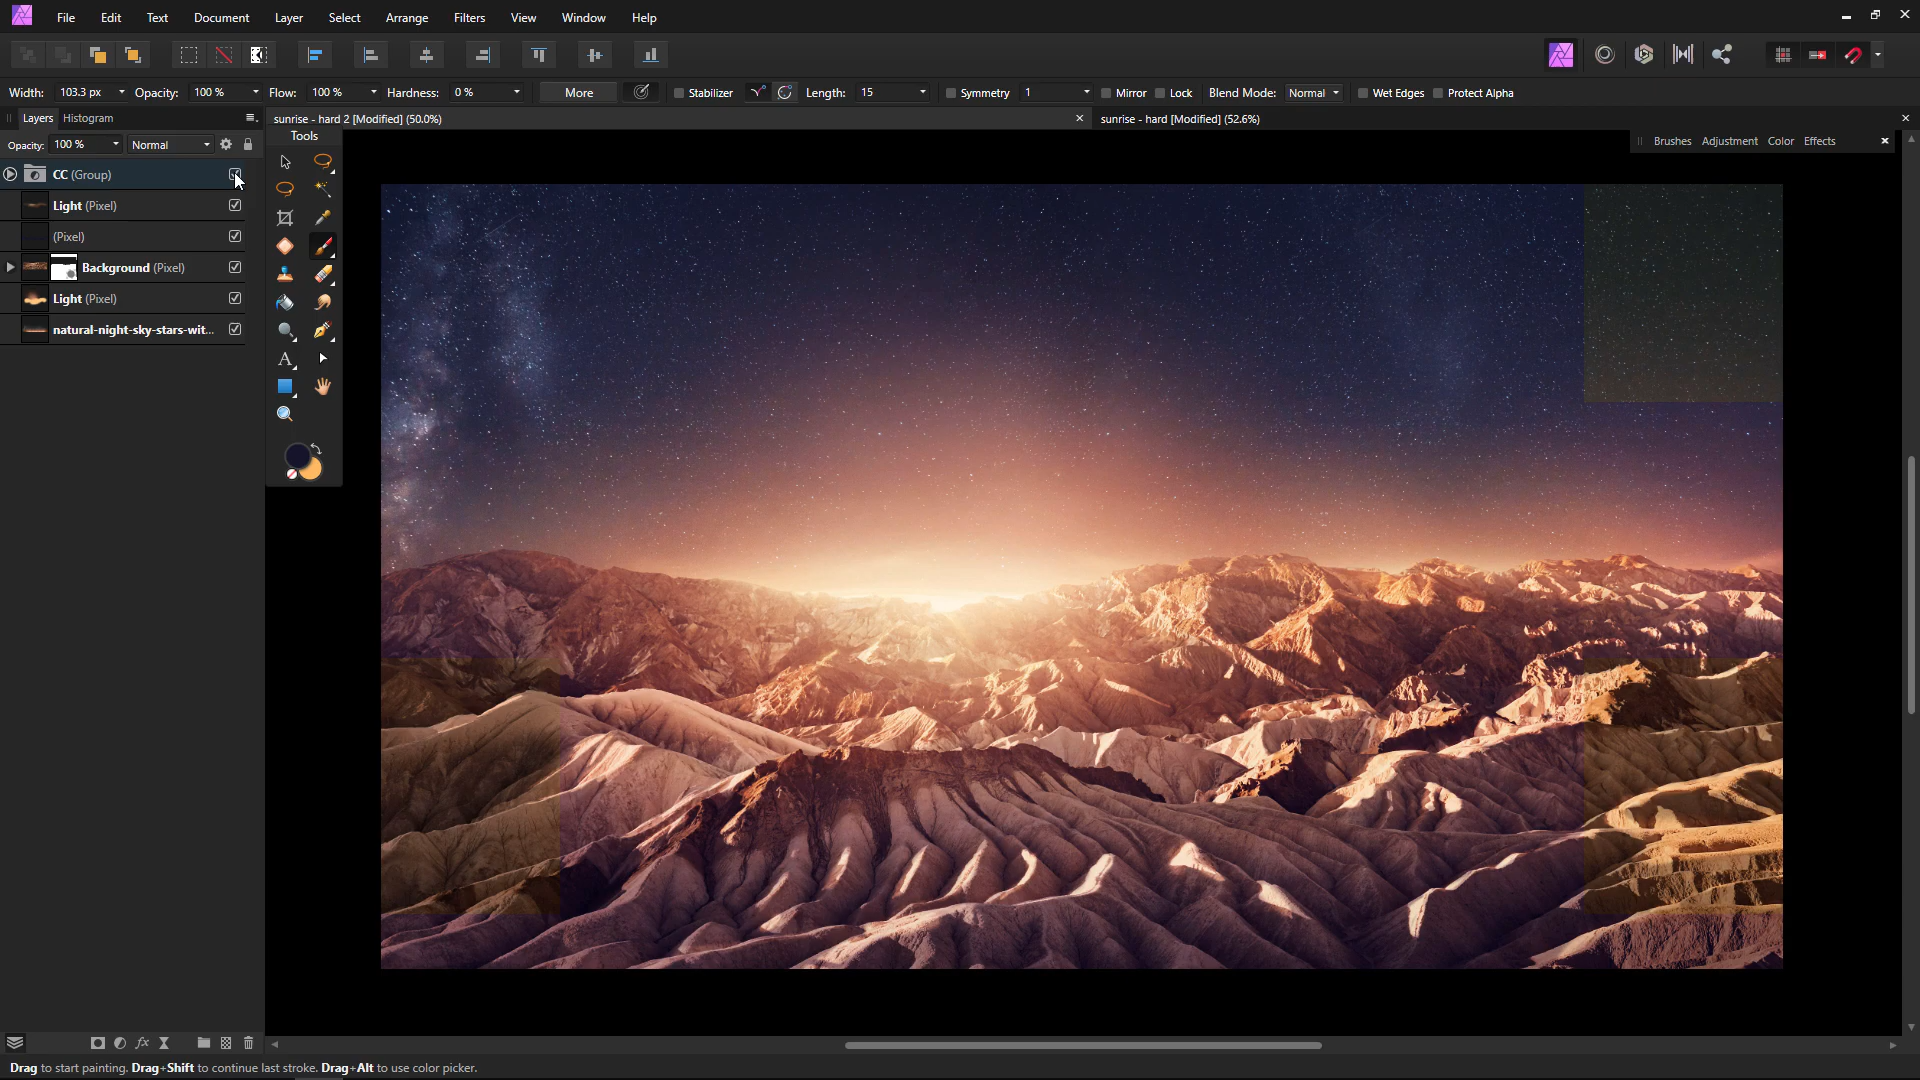 File Edit Text Document Layer Select Arrange Filters View Window Help
Width: 103.3 px Opacity: 100 % Flow: 100 % Hardness: 0 % More Stabilizer Length: 15 Symmetry 1 Mirror Lock Blend Mode: Normal Wet Edges Protect Alpha
Layers Histogram
sunrise - hard 2 [Modified] (50.0%)
sunrise - hard [Modified] (52.6%)
Tools
Opacity: 100 % Normal
Brushes Adjustment Color Effects
CC (Group)
Light (Pixel)
(Pixel)
Background (Pixel)
Light (Pixel)
natural-night-sky-stars-wit...
Drag to start painting. Drag+Shift to continue last stroke. Drag+Alt to use color picker.